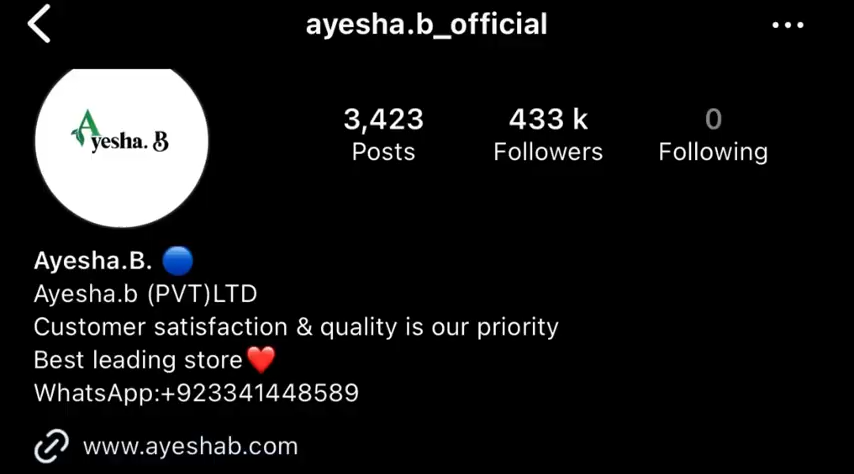 ayesha.b_official
Ayesha. B
3,423 433 k 0
Posts Followers Following
Ayesha.B. 🔵
Ayesha.b (PVT)LTD
Customer satisfaction & quality is our priority
Best leading store❤️
WhatsApp:+923341448589
www.ayeshab.com